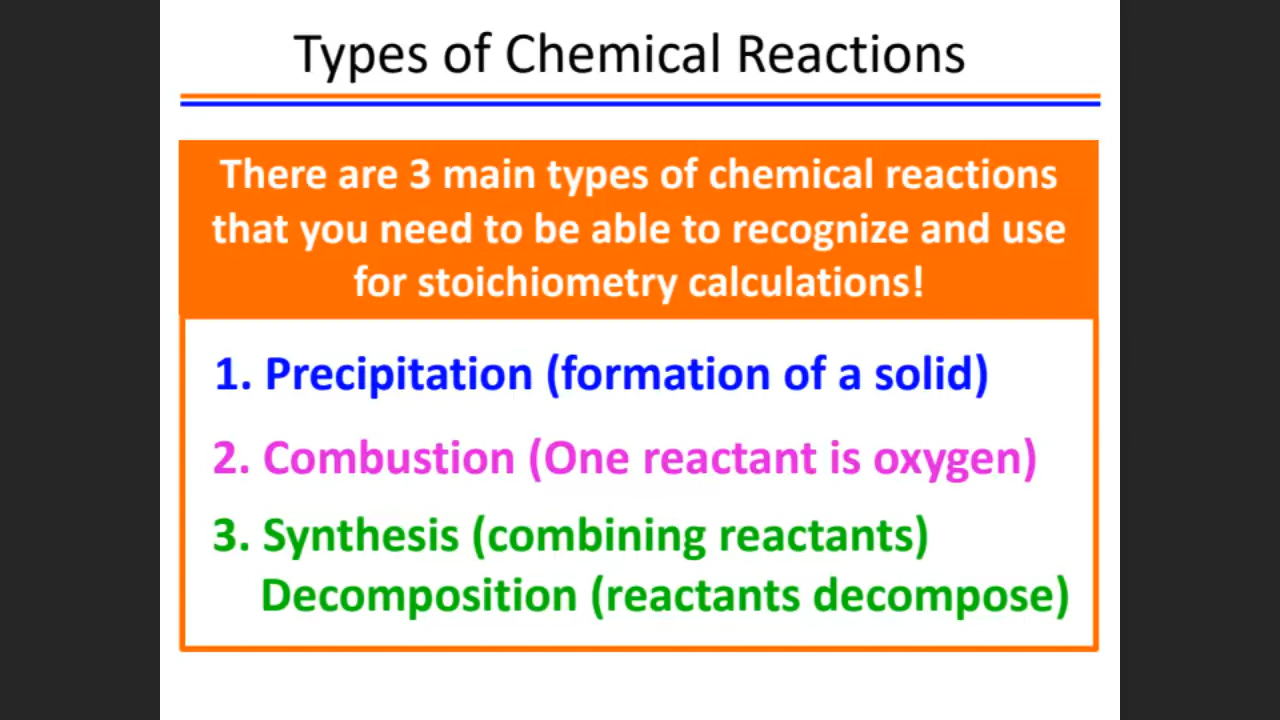 Types of Chemical Reactions
There are 3 main types of chemical reactions
that you need to be able to recognize and use
for stoichiometry calculations!
1. Precipitation (formation of a solid)
2. Combustion (One reactant is oxygen)
3. Synthesis (combining reactants)
Decomposition (reactants decompose)